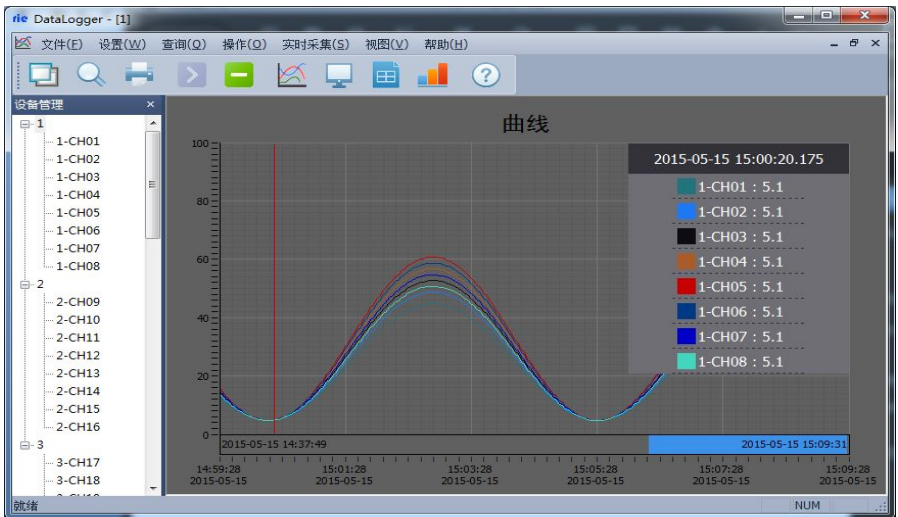 rie DataLogger - [1]
文件(F) 设置(W) 查询(Q) 操作(O) 实时采集(S) 视图(V) 帮助(H)
设备管理
1
1-CH01
1-CH02
1-CH03
1-CH04
1-CH05
1-CH06
1-CH07
1-CH08
2
2-CH09
2-CH10
2-CH11
2-CH12
2-CH13
2-CH14
2-CH15
2-CH16
3
3-CH17
3-CH18
曲线
100
80
60
40
20
0
2015-05-15 15:00:20.175
1-CH01：5.1
1-CH02：5.1
1-CH03：5.1
1-CH04：5.1
1-CH05：5.1
1-CH06：5.1
1-CH07：5.1
1-CH08：5.1
2015-05-15 14:37:49 2015-05-15 15:09:31
14:59:28 15:01:28 15:03:28 15:05:28 15:07:28 15:09:28
2015-05-15 2015-05-15 2015-05-15 2015-05-15 2015-05-15 2015-05-15
就绪 NUM